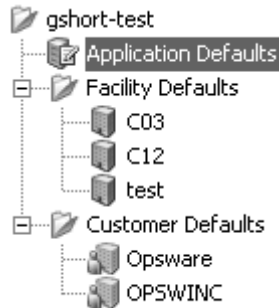 gshort-test
Application Defaults
Facility Defaults
C03
C12
test
Customer Defaults
Opsware
OPSWINC